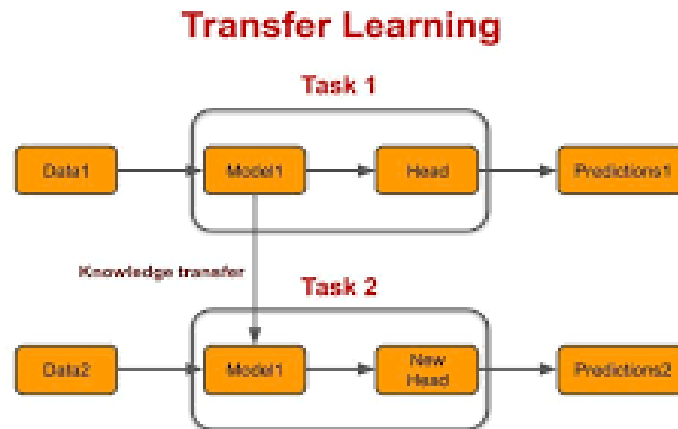 Transfer Learning
Task 1
Data1
Model1
Head
Predictions1
Knowledge transfer
Task 2
Data2
Model1
New
Head
Predictions2